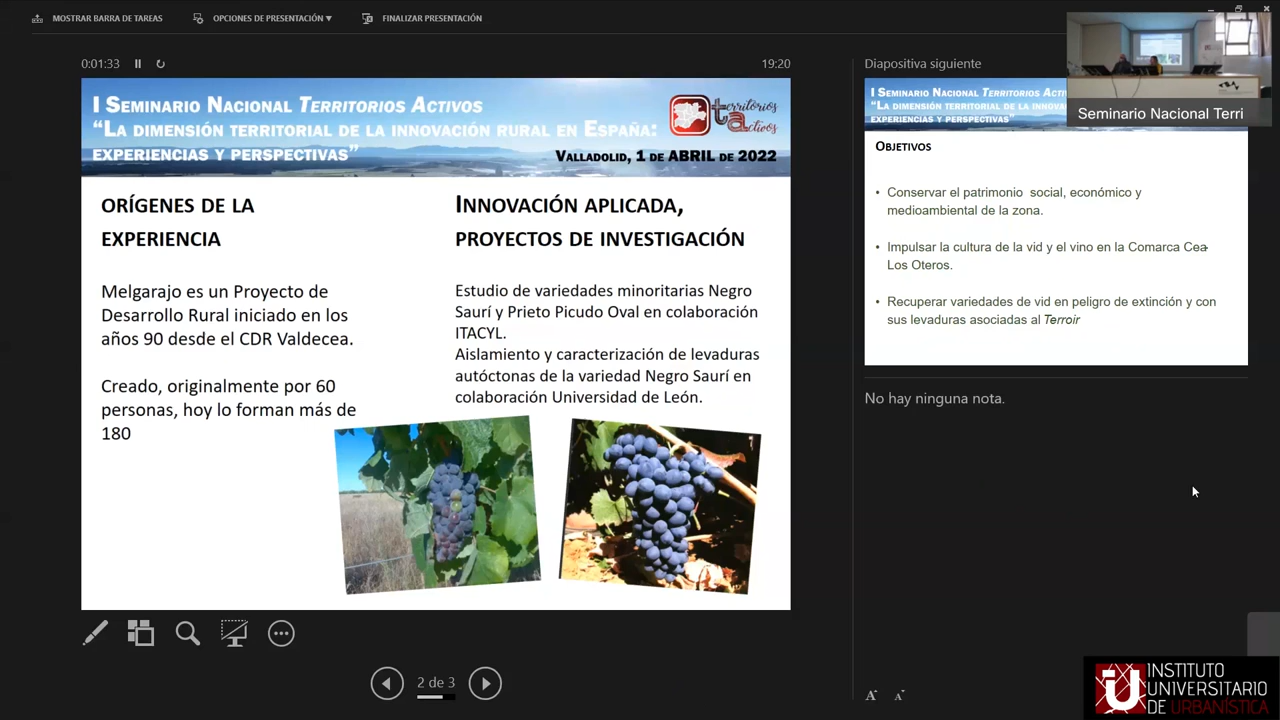 MOSTRAR BARRA DE TAREAS
OPCIONES DE PRESENTACIÓN ▼
FINALIZAR PRESENTACIÓN
0:01:33
19:20
I Seminario Nacional Territorios Activos
“La dimensión territorial de la innovación rural en España:
experiencias y perspectivas”
territorios
activos
ta
Valladolid, 1 de ABRIL de 2022
ORÍGENES DE LA
EXPERIENCIA
Melgarajo es un Proyecto de
Desarrollo Rural iniciado en los
años 90 desde el CDR Valdecea.
Creado, originalmente por 60
personas, hoy lo forman más de
180
Innovación aplicada,
proyectos de investigación
Estudio de variedades minoritarias Negro
Saurí y Prieto Picudo Oval en colaboración
ITACYL.
Aislamiento y caracterización de levaduras
autóctonas de la variedad Negro Saurí en
colaboración Universidad de León.
2 de 3
Diapositiva siguiente
I Seminario Nacional Territorios Acti
“La dimensión territorial de la innova
experiencias y perspectivas”
Seminario Nacional Terri
Objetivos
• Conservar el patrimonio social, económico y
medioambiental de la zona.
• Impulsar la cultura de la vid y el vino en la Comarca Cea-
Los Oteros.
• Recuperar variedades de vid en peligro de extinción y con
sus levaduras asociadas al Terroir
No hay ninguna nota.
A A
iU INSTITUTO
UNIVERSITARIO
DE URBANÍSTICA